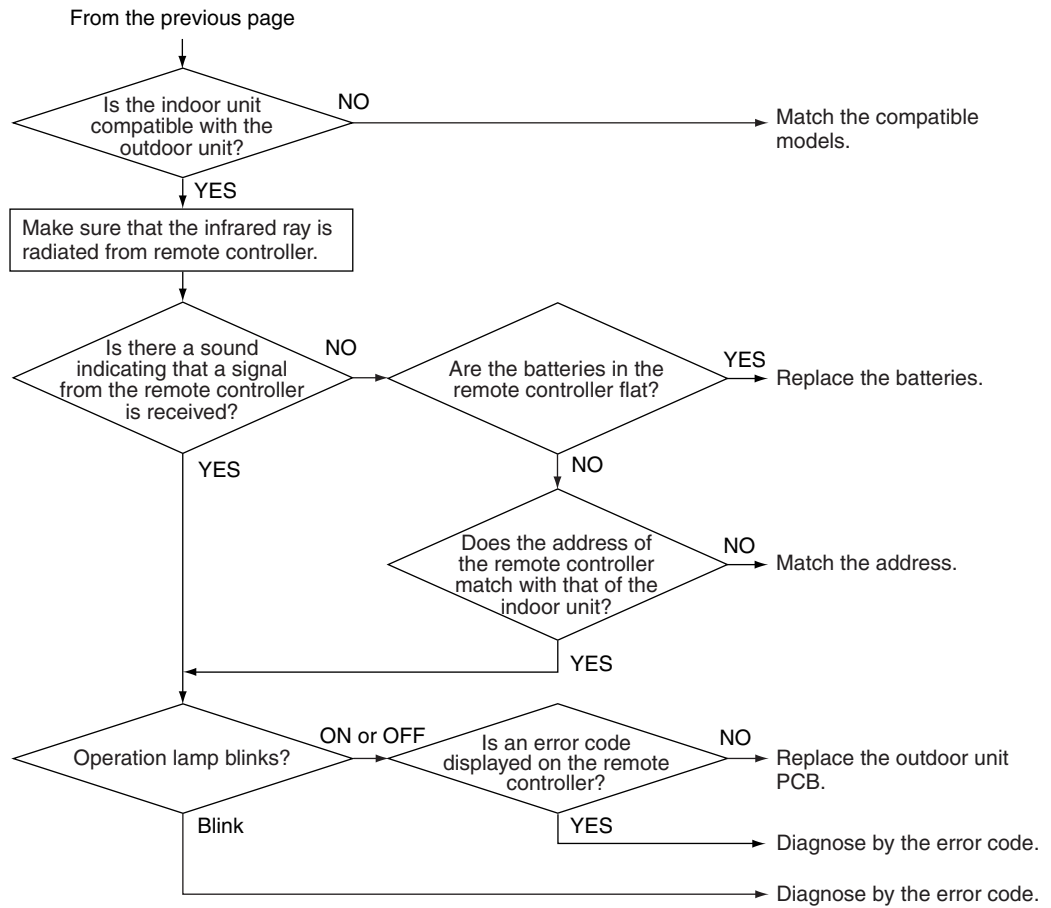 From the previous page
Is the indoor unit
compatible with the
outdoor unit?
NO
Match the compatible
models.
YES
Make sure that the infrared ray is
radiated from remote controller.
Is there a sound
indicating that a signal
from the remote controller
is received?
NO
Are the batteries in the
remote controller flat?
YES
Replace the batteries.
YES
NO
Does the address of
the remote controller
match with that of the
indoor unit?
NO
Match the address.
YES
Operation lamp blinks?
ON or OFF
Is an error code
displayed on the remote
controller?
NO
Replace the outdoor unit
PCB.
Blink
YES
Diagnose by the error code.
Diagnose by the error code.